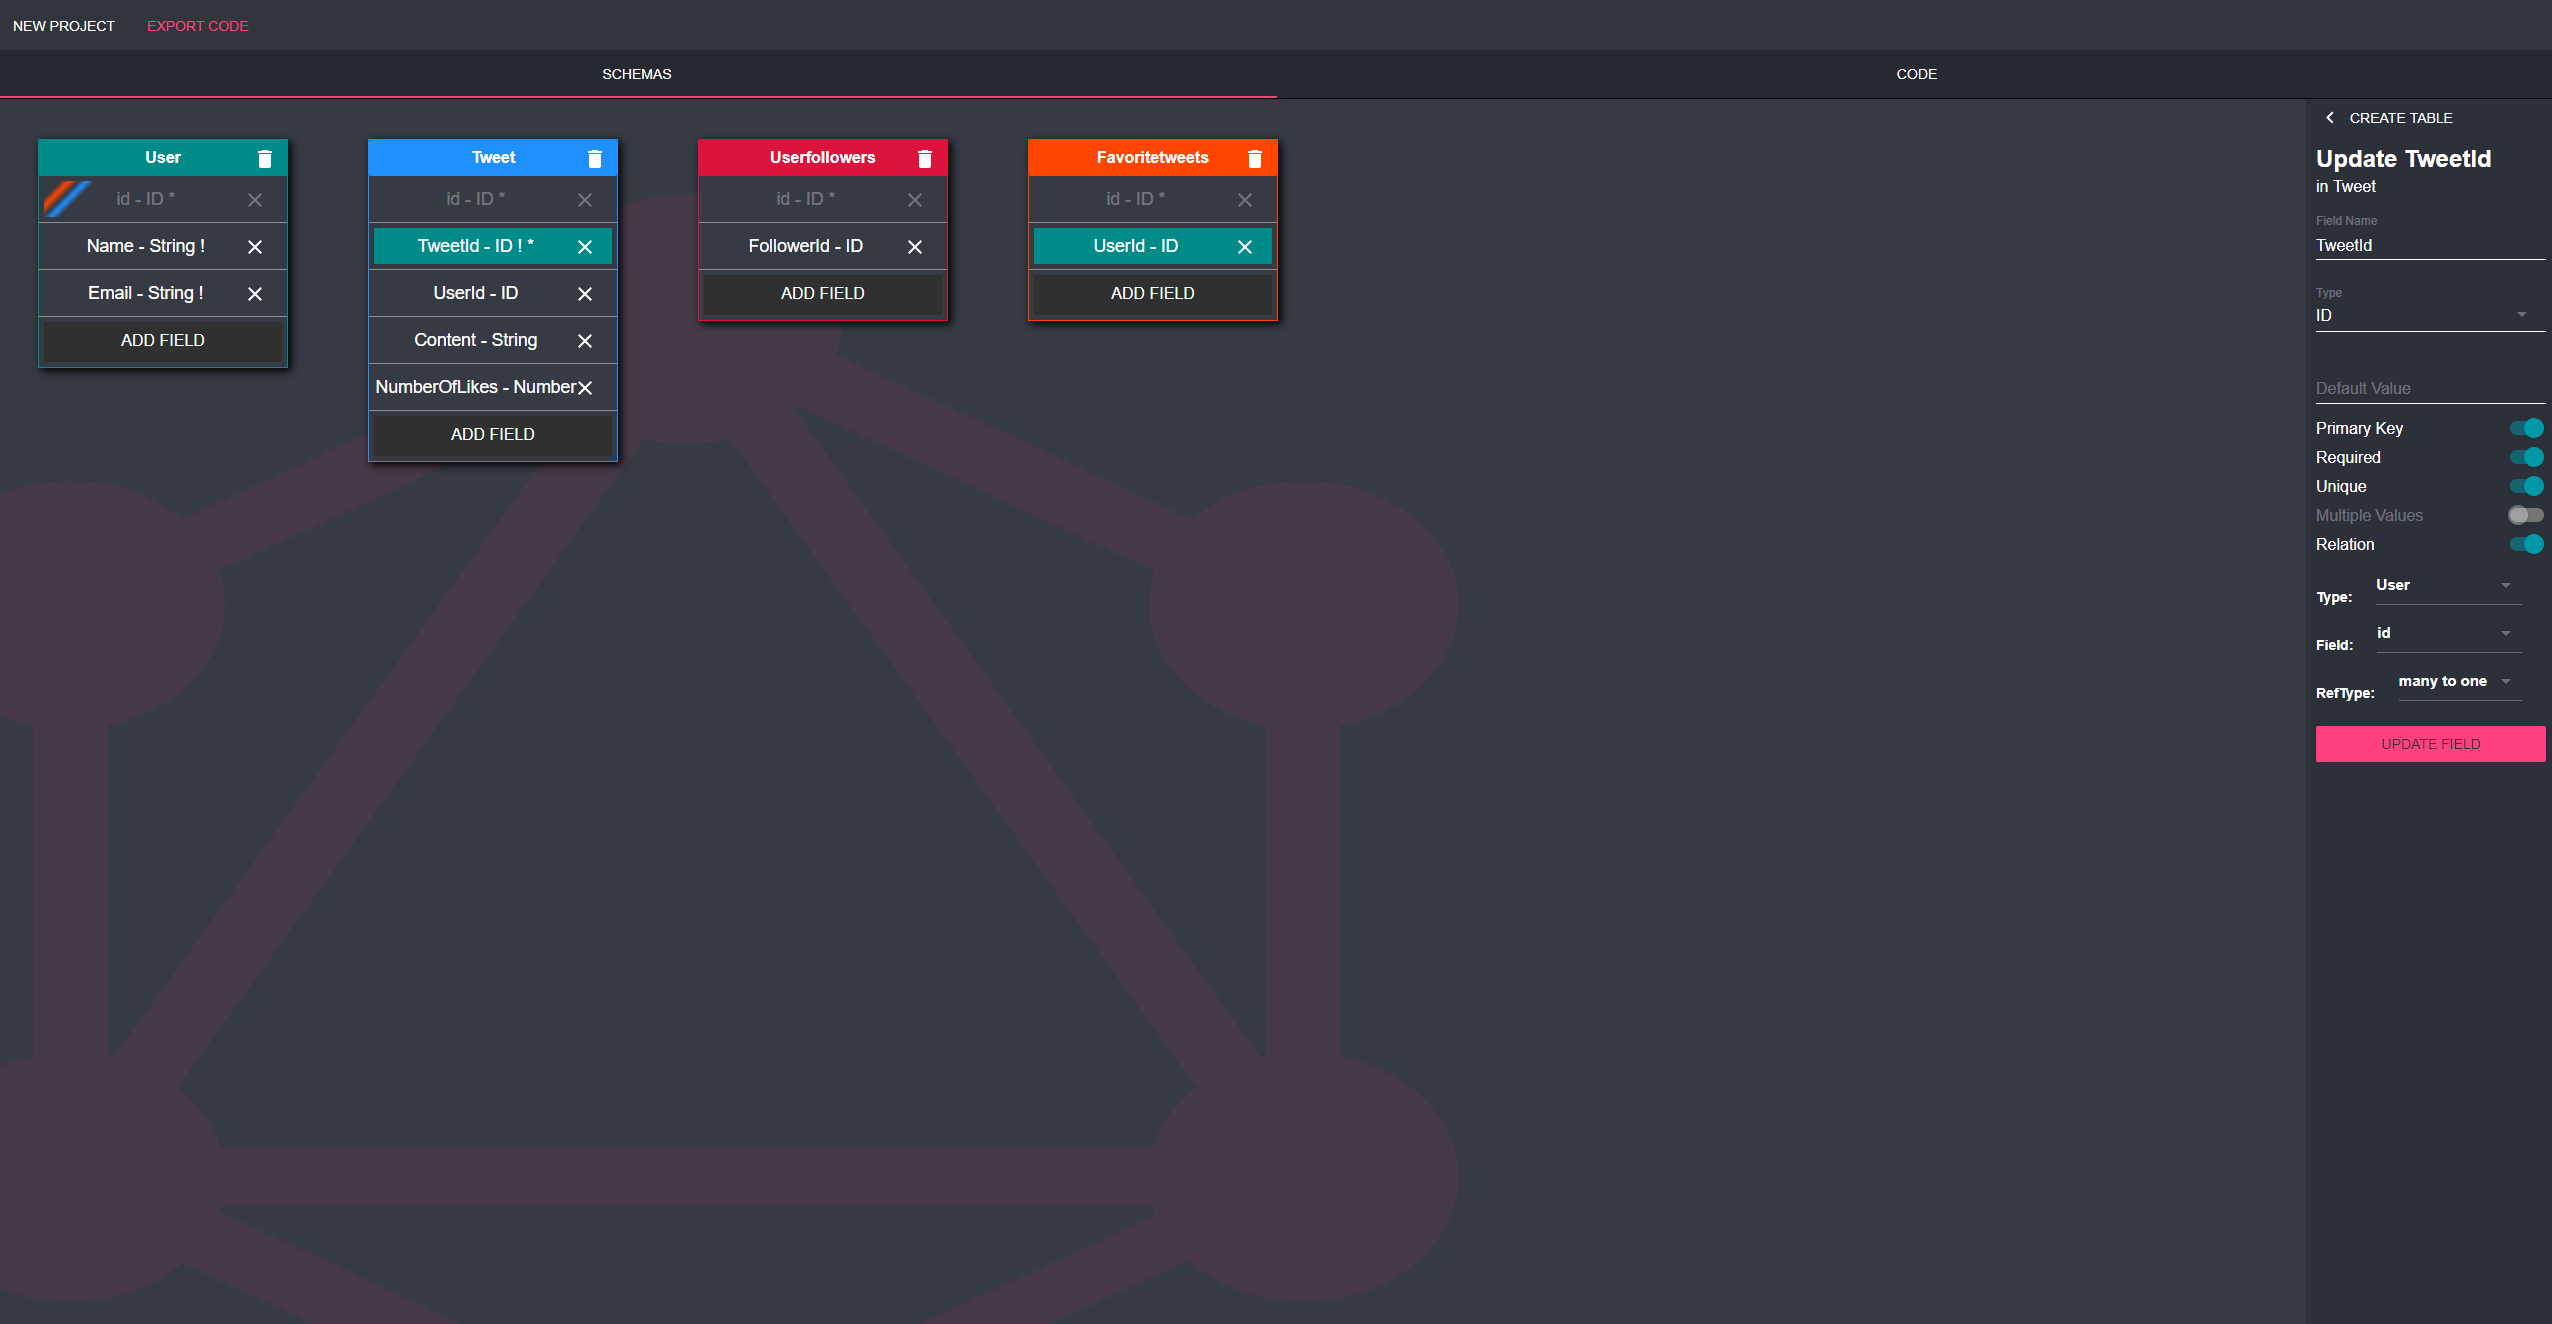 NEW PROJECT EXPORT CODE
SCHEMAS CODE
User
id - ID *
Name - String !
Email - String !
ADD FIELD
Tweet
id - ID *
TweetId - ID ! *
UserId - ID
Content - String
NumberOfLikes - Number
ADD FIELD
Userfollowers
id - ID *
FollowerId - ID
ADD FIELD
Favoritetweets
id - ID *
UserId - ID
ADD FIELD
CREATE TABLE
Update TweetId
in Tweet
Field Name
TweetId
Type
ID
Default Value
Primary Key
Required
Unique
Multiple Values
Relation
Type: User
Field: id
RefType: many to one
UPDATE FIELD